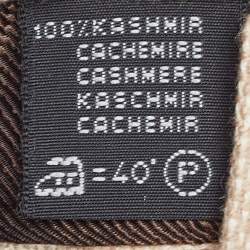 100% KASHMIR
CACHEMIRE
CASHMERE
KASCHMIR
CACHEMIR
= 40° P